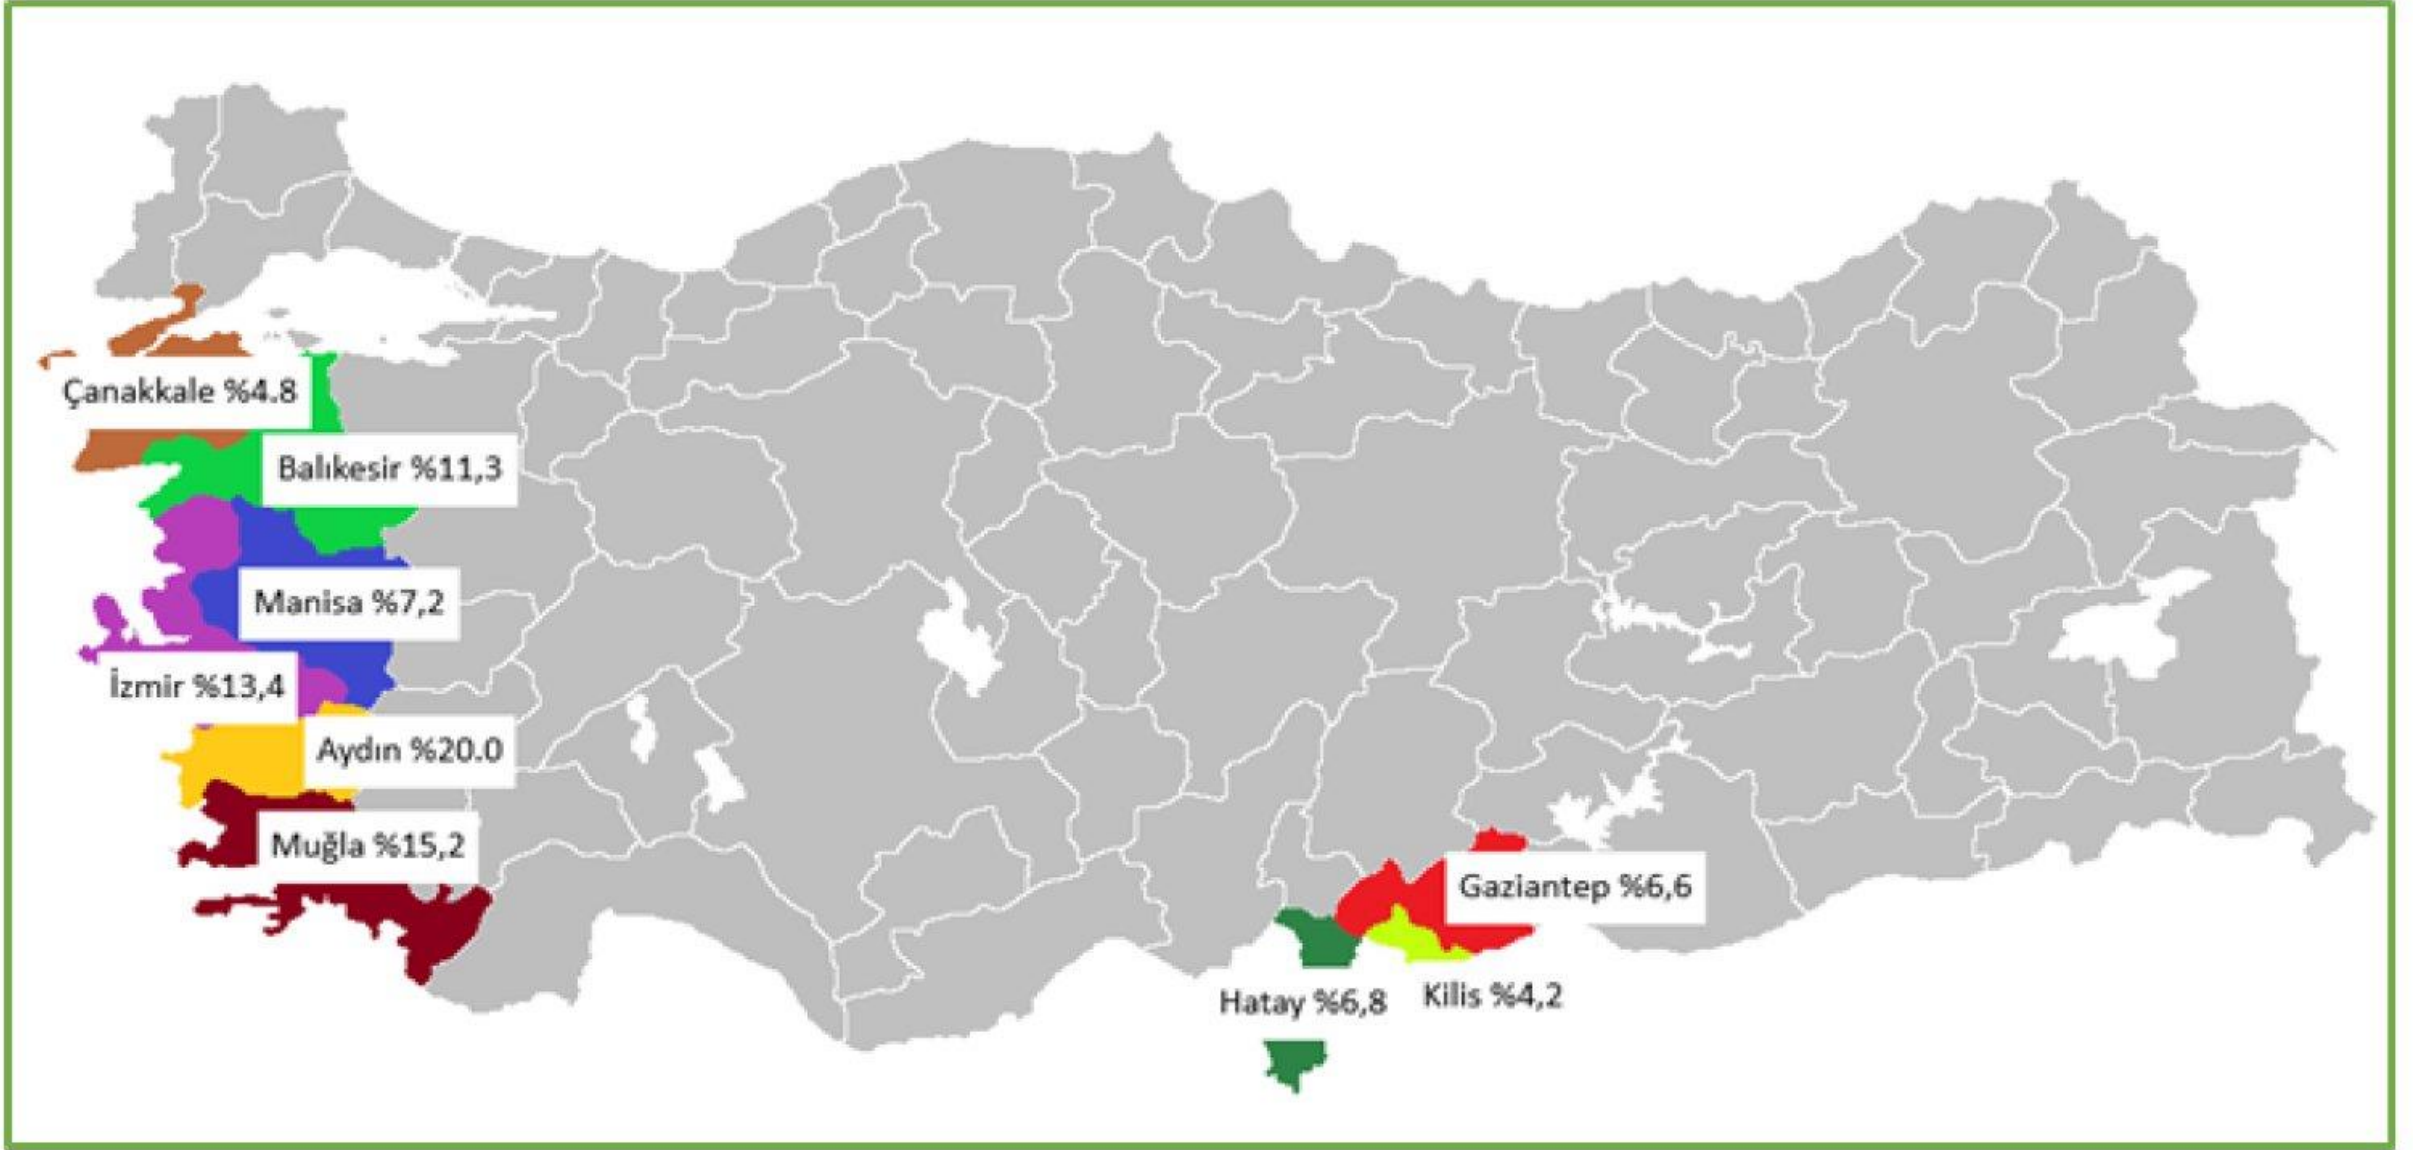 Çanakkale %4.8
Balıkesir %11,3
Manisa %7,2
İzmir %13,4
Aydın %20.0
Muğla %15,2
Gaziantep %6,6
Hatay %6,8
Kilis %4,2